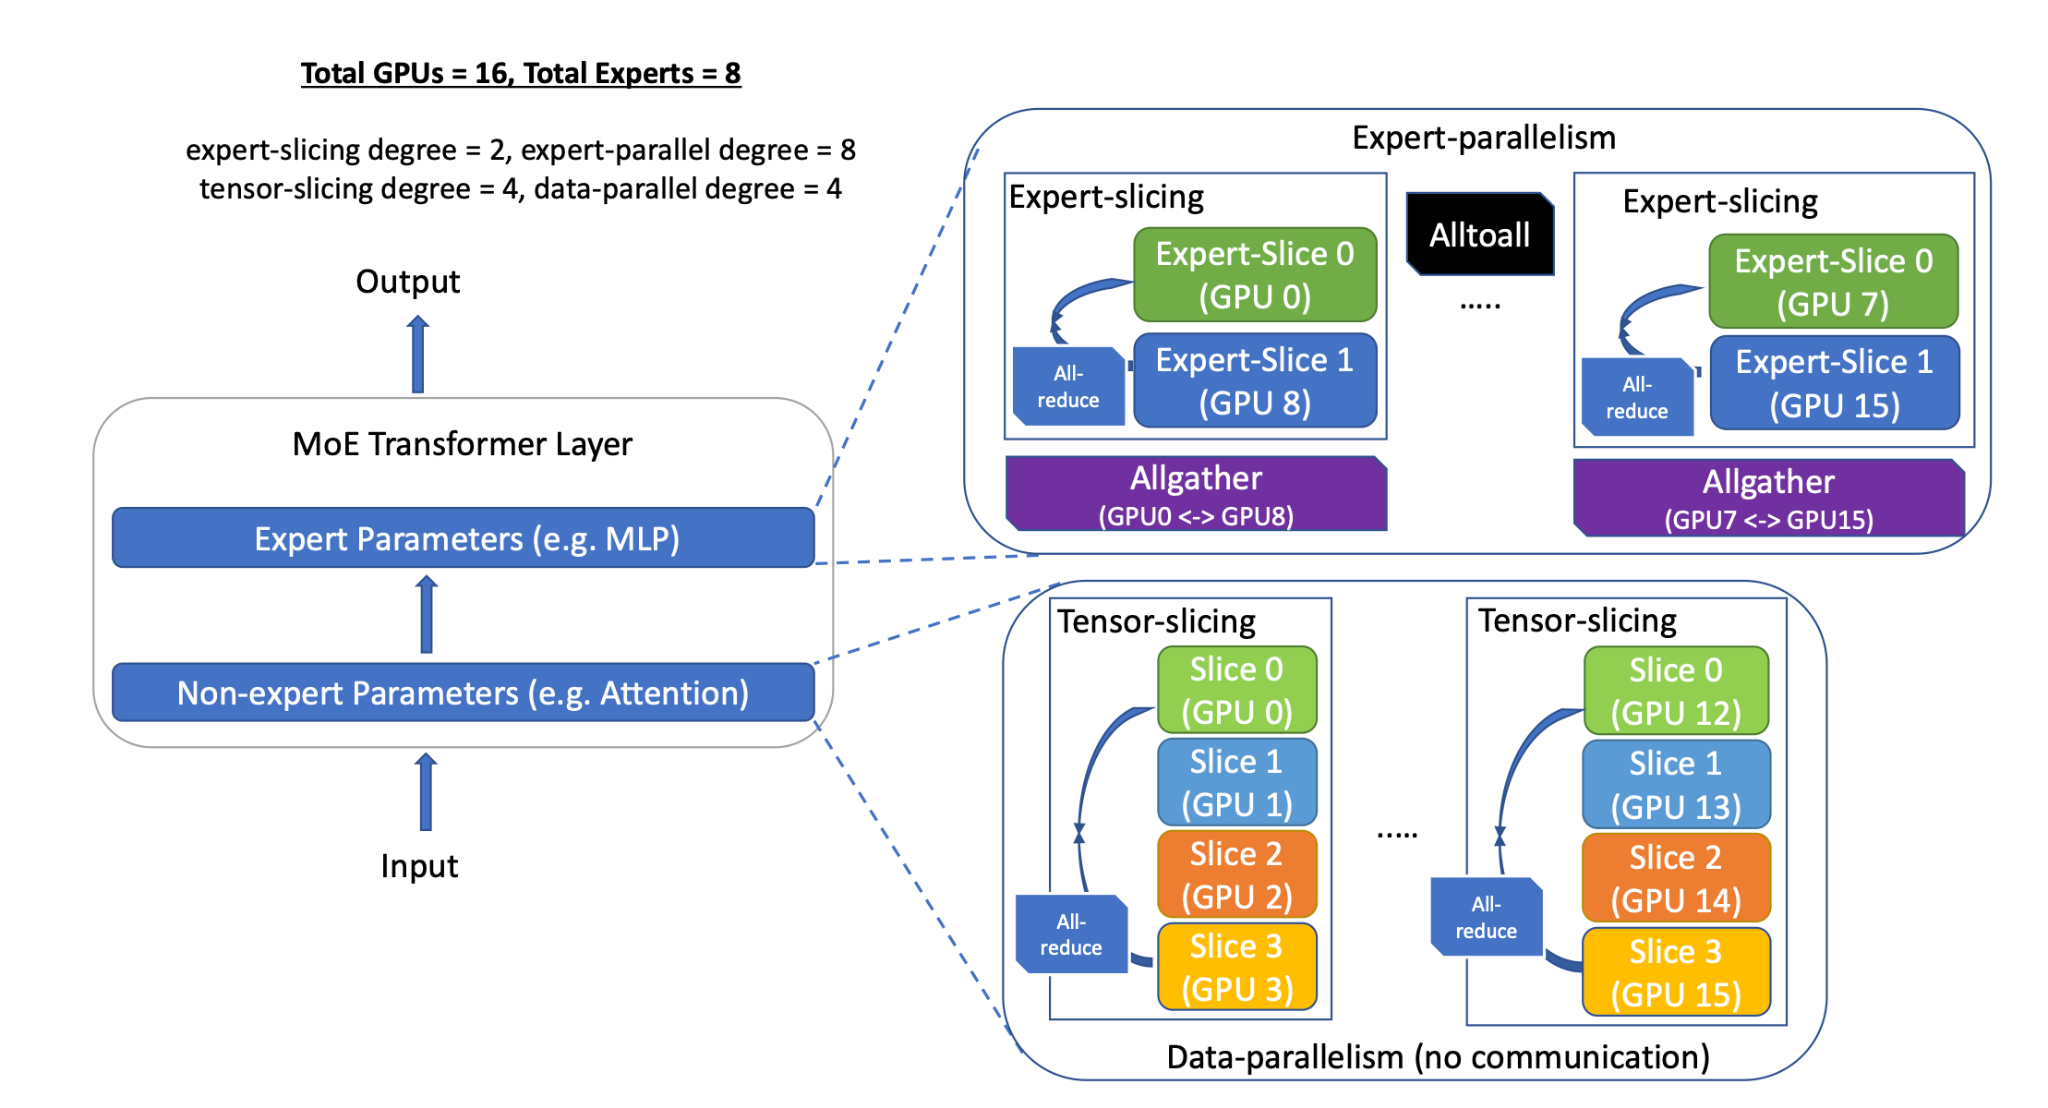 Total GPUs = 16, Total Experts = 8
expert-slicing degree = 2, expert-parallel degree = 8
tensor-slicing degree = 4, data-parallel degree = 4
Output
MoE Transformer Layer
Expert Parameters (e.g. MLP)
Non-expert Parameters (e.g. Attention)
Input
Expert-parallelism
Expert-slicing
Expert-Slice 0
(GPU 0)
Expert-Slice 1
(GPU 8)
All-
reduce
Allgather
(GPU0 <-> GPU8)
Alltoall
.....
Expert-slicing
Expert-Slice 0
(GPU 7)
Expert-Slice 1
(GPU 15)
All-
reduce
Allgather
(GPU7 <-> GPU15)
Tensor-slicing
Slice 0
(GPU 0)
Slice 1
(GPU 1)
Slice 2
(GPU 2)
Slice 3
(GPU 3)
All-
reduce
.....
Tensor-slicing
Slice 0
(GPU 12)
Slice 1
(GPU 13)
Slice 2
(GPU 14)
Slice 3
(GPU 15)
All-
reduce
Data-parallelism (no communication)